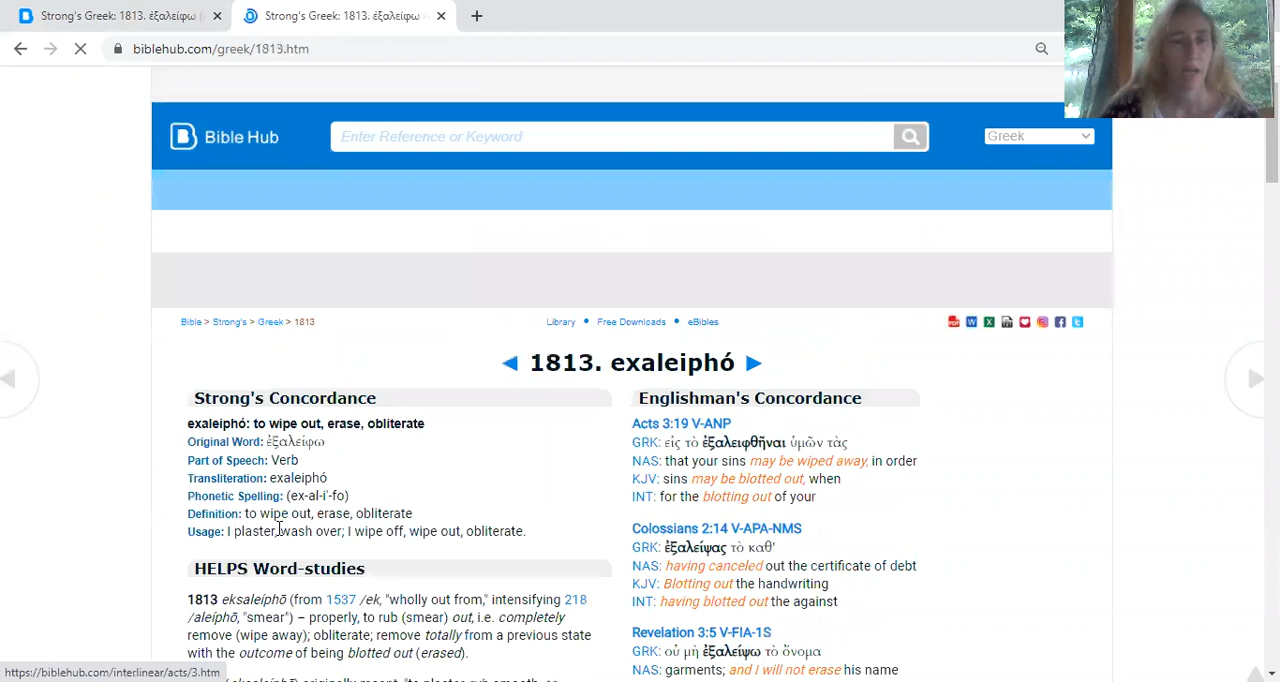 Strong's Greek: 1813. ἐξαλείφω (
Strong's Greek: 1813. ἐξαλείφω
biblehub.com/greek/1813.htm
Bible Hub
Enter Reference or Keyword
Greek
Bible > Strong's > Greek > 1813
Library • Free Downloads • eBibles
PDF W X
◄ 1813. exaleiphó ►
Strong's Concordance
exaleiphó: to wipe out, erase, obliterate
Original Word: ἐξαλείφω
Part of Speech: Verb
Transliteration: exaleiphó
Phonetic Spelling: (ex-al-i'-fo)
Definition: to wipe out, erase, obliterate
Usage: I plaster, wash over; I wipe off, wipe out, obliterate.
HELPS Word-studies
1813 eksaleíphō (from 1537 /ek, "wholly out from," intensifying 218
/aleíphō, "smear") – properly, to rub (smear) out, i.e. completely
remove (wipe away); obliterate; remove totally from a previous state
with the outcome of being blotted out (erased).
Englishman's Concordance
Acts 3:19 V-ANP
GRK: εἰς τὸ ἐξαλειφθῆναι ὑμῶν τὰς
NAS: that your sins may be wiped away, in order
KJV: sins may be blotted out, when
INT: for the blotting out of your
Colossians 2:14 V-APA-NMS
GRK: ἐξαλείψας τὸ καθ'
NAS: having canceled out the certificate of debt
KJV: Blotting out the handwriting
INT: having blotted out the against
Revelation 3:5 V-FIA-1S
GRK: οὐ μὴ ἐξαλείψω τὸ ὄνομα
NAS: garments; and I will not erase his name
https://biblehub.com/interlinear/acts/3.htm